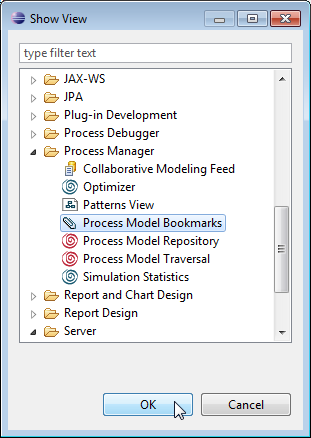 Show View
type filter text
JAX-WS
JPA
Plug-in Development
Process Debugger
Process Manager
Collaborative Modeling Feed
Optimizer
Patterns View
Process Model Bookmarks
Process Model Repository
Process Model Traversal
Simulation Statistics
Report and Chart Design
Report Design
Server
OK
Cancel